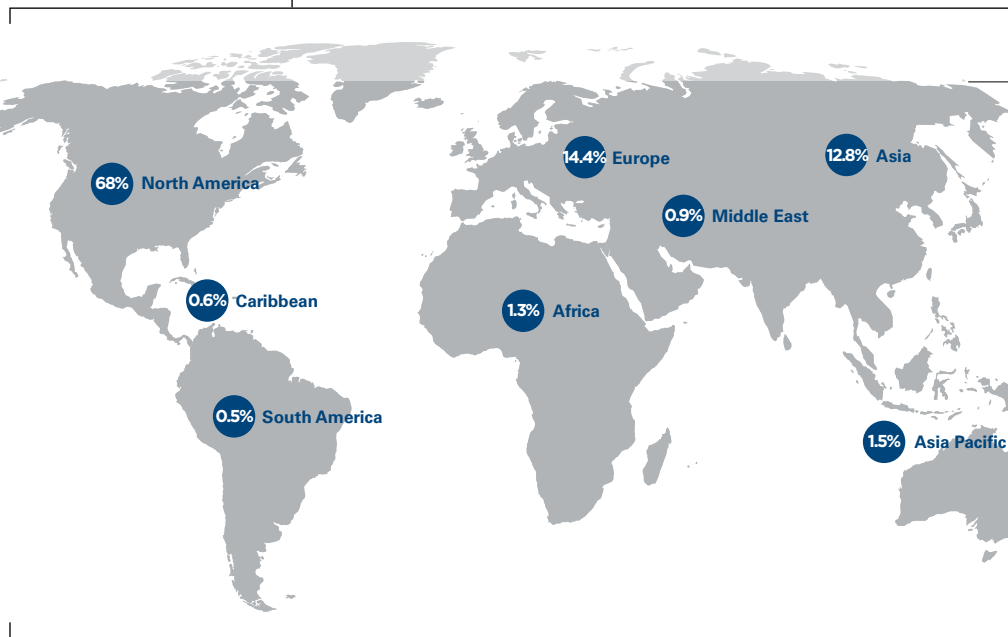 14.4% Europe
12.8% Asia
68% North America
0.9% Middle East
0.6% Caribbean
1.3% Africa
0.5% South America
1.5% Asia Pacific